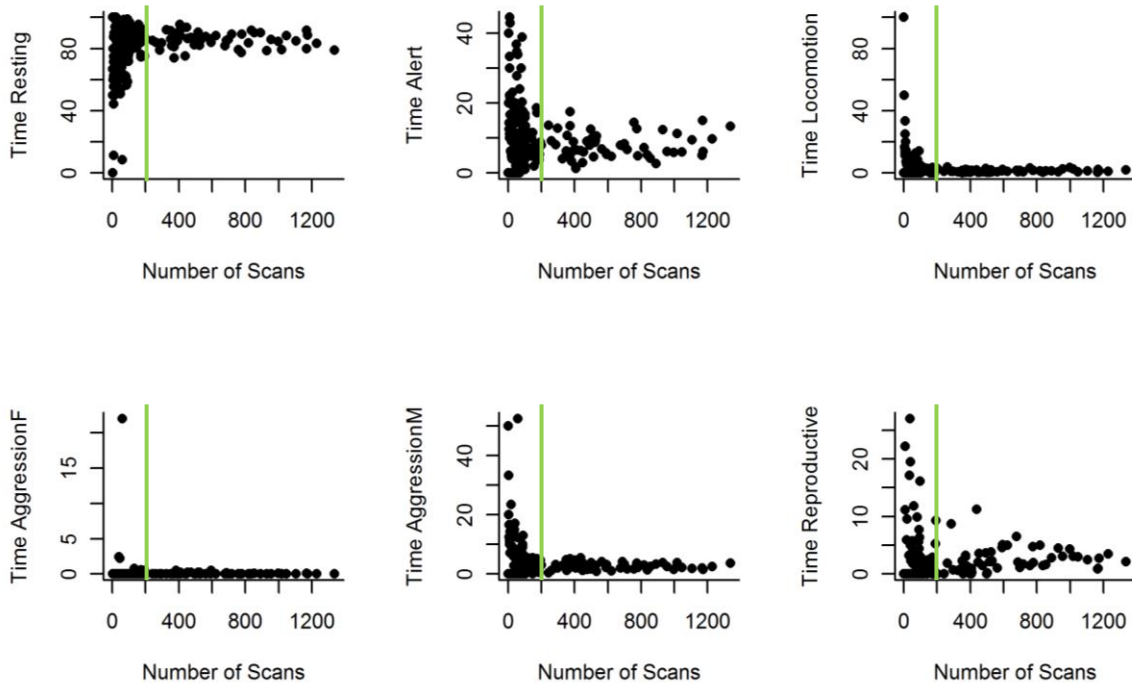 Time Resting
80
40
0
0 400 800 1200
Number of Scans
Time Alert
40
20
0
0 400 800 1200
Number of Scans
Time Locomotion
80
40
0
0 400 800 1200
Number of Scans
Time AggressionF
15
5
0
0 400 800 1200
Number of Scans
Time AggressionM
40
20
0
0 400 800 1200
Number of Scans
Time Reproductive
20
10
5
0
0 400 800 1200
Number of Scans